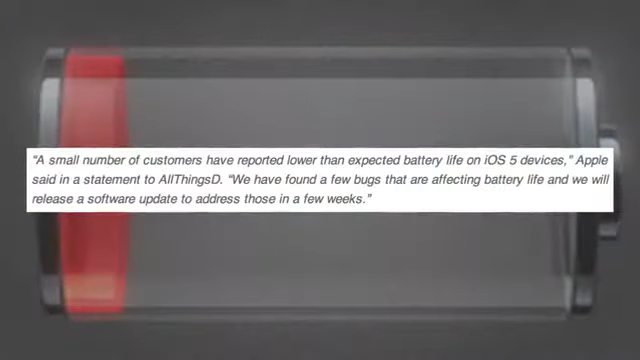 “A small number of customers have reported lower than expected battery life on iOS 5 devices,” Apple
said in a statement to AllThingsD. “We have found a few bugs that are affecting battery life and we will
release a software update to address those in a few weeks.”